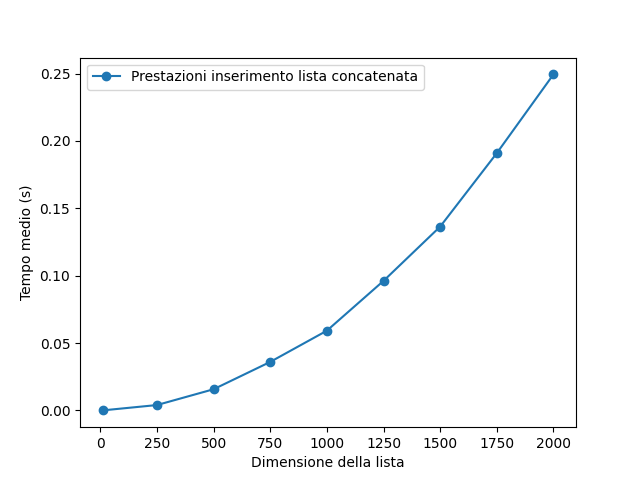 Prestazioni inserimento lista concatenata
Tempo medio (s)
0.25
0.20
0.15
0.10
0.05
0.00
0 250 500 750 1000 1250 1500 1750 2000
Dimensione della lista